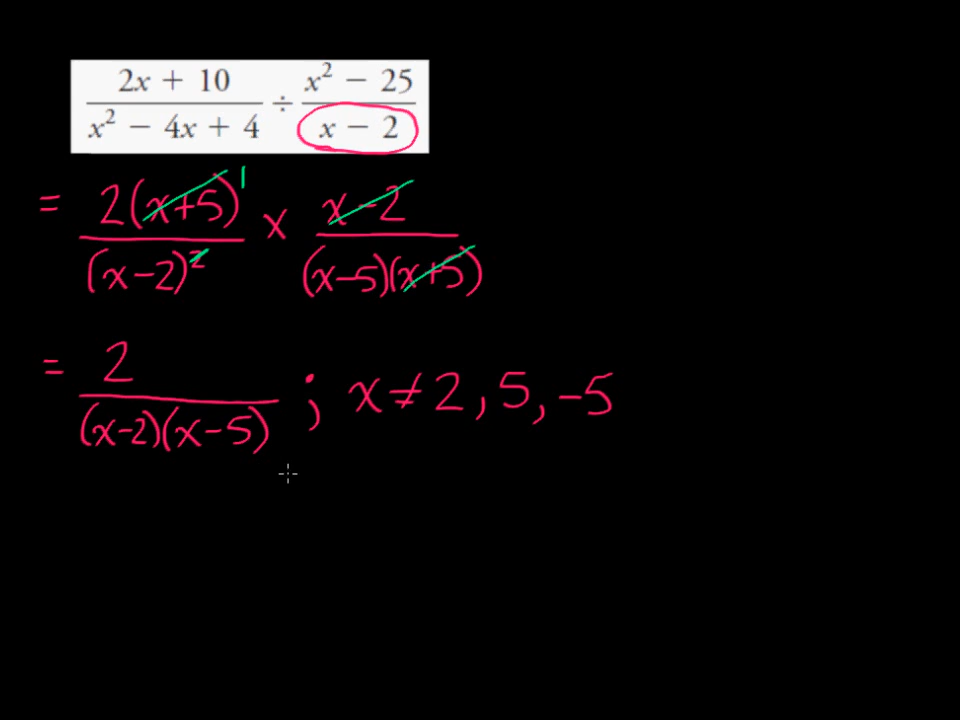 2x + 10 / x² − 4x + 4 ÷ x² − 25 / x − 2
= 2(x+5)¹ / (x−2)² × x−2 / (x−5)(x+5)
= 2 / (x−2)(x−5) ; x ≠ 2, 5, −5